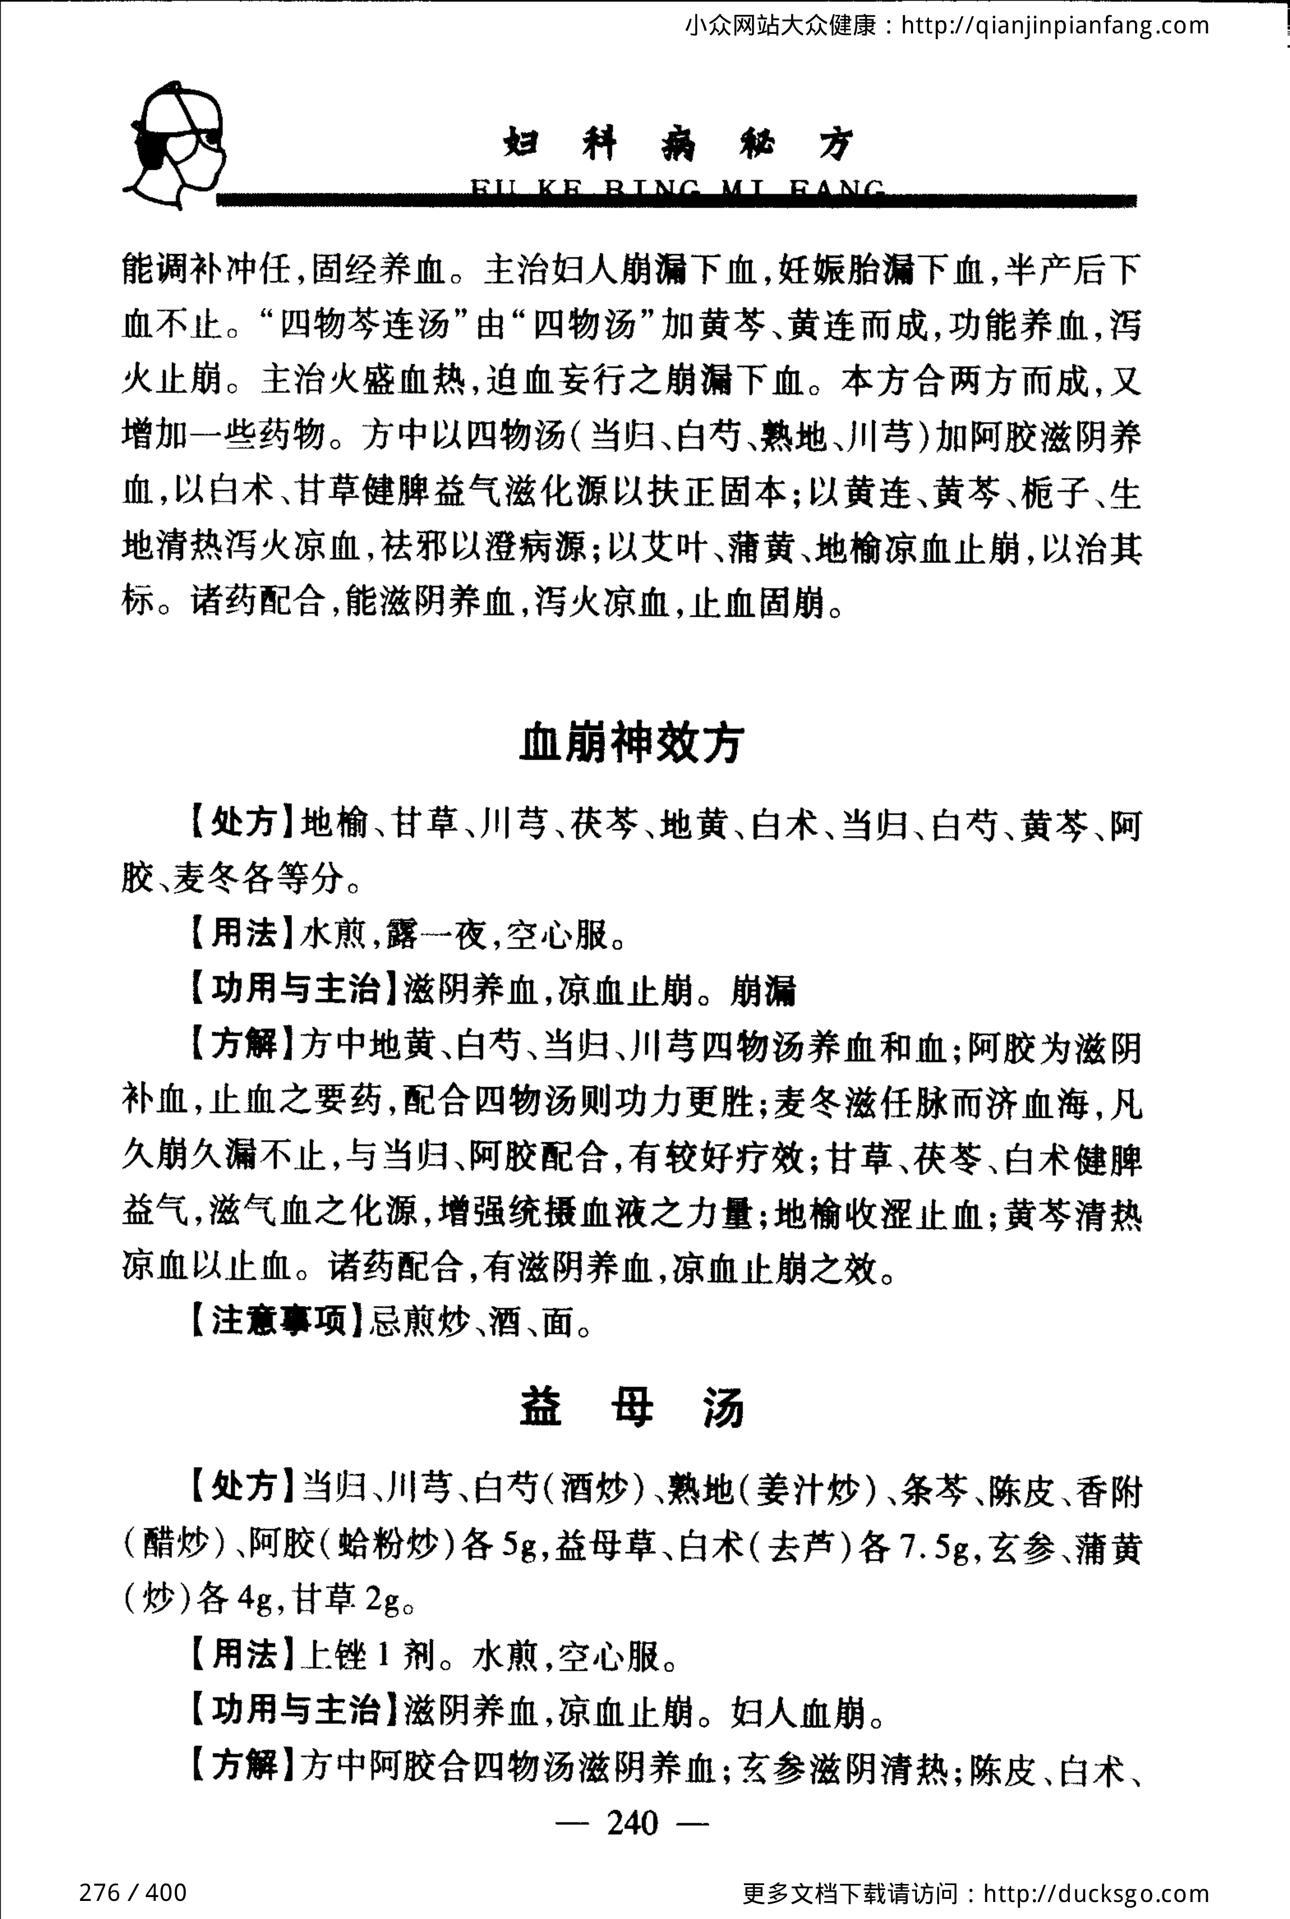 小众网站大众健康：http://qianjinpianfang.com
妇科病秘方
FU KE BING MI FANG
能调补冲任，固经养血。主治妇人崩漏下血，妊娠胎漏下血，半产后下
血不止。“四物芩连汤”由“四物汤”加黄芩、黄连而成，功能养血，泻
火止崩。主治火盛血热，迫血妄行之崩漏下血。本方合两方而成，又
增加一些药物。方中以四物汤（当归、白芍、熟地、川芎）加阿胶滋阴养
血，以白术、甘草健脾益气滋化源以扶正固本；以黄连、黄芩、栀子、生
地清热泻火凉血，祛邪以澄病源；以艾叶、蒲黄、地榆凉血止崩，以治其
标。诸药配合，能滋阴养血，泻火凉血，止血固崩。
血崩神效方
【处方】地榆、甘草、川芎、茯苓、地黄、白术、当归、白芍、黄芩、阿
胶、麦冬各等分。
【用法】水煎，露一夜，空心服。
【功用与主治】滋阴养血，凉血止崩。崩漏
【方解】方中地黄、白芍、当归、川芎四物汤养血和血；阿胶为滋阴
补血，止血之要药，配合四物汤则功力更胜；麦冬滋任脉而济血海，凡
久崩久漏不止，与当归、阿胶配合，有较好疗效；甘草、茯苓、白术健脾
益气，滋气血之化源，增强统摄血液之力量；地榆收涩止血；黄芩清热
凉血以止血。诸药配合，有滋阴养血，凉血止崩之效。
【注意事项】忌煎炒、酒、面。
益母汤
【处方】当归、川芎、白芍（酒炒）、熟地（姜汁炒）、条芩、陈皮、香附
（醋炒）、阿胶（蛤粉炒）各5g，益母草、白术（去芦）各7.5g，玄参、蒲黄
（炒）各4g，甘草2g。
【用法】上锉1剂。水煎，空心服。
【功用与主治】滋阴养血，凉血止崩。妇人血崩。
【方解】方中阿胶合四物汤滋阴养血；玄参滋阴清热；陈皮、白术、
— 240 —
276 / 400
更多文档下载请访问：http://ducksgo.com